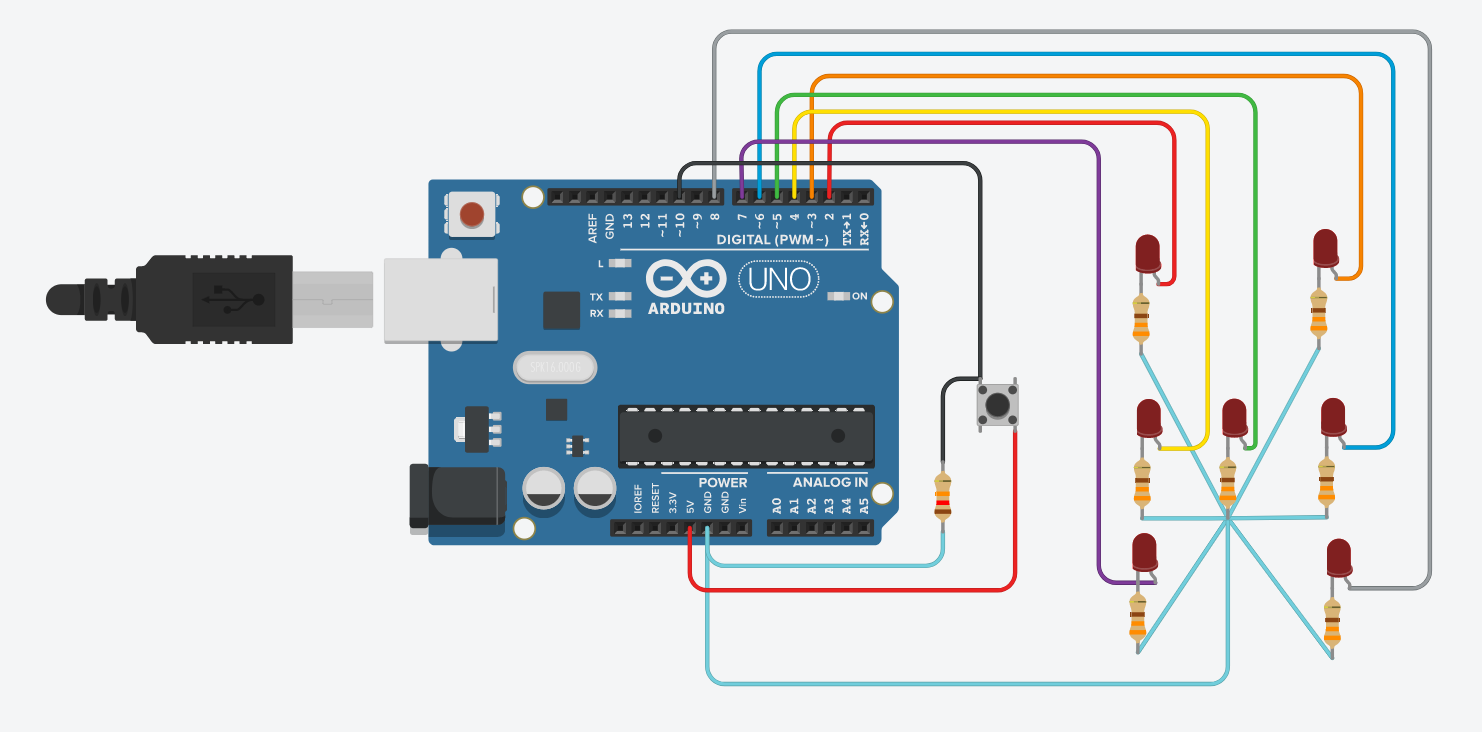 AREF
GND
13
12
~11
~10
~9
8
7
~6
~5
4
~3
2
TX→1
RX←0
DIGITAL (PWM~)
L
TX
RX
UNO
ON
ARDUINO
SPK16.000G
POWER
ANALOG IN
IOREF
RESET
3.3V
5V
GND
GND
Vin
A0
A1
A2
A3
A4
A5